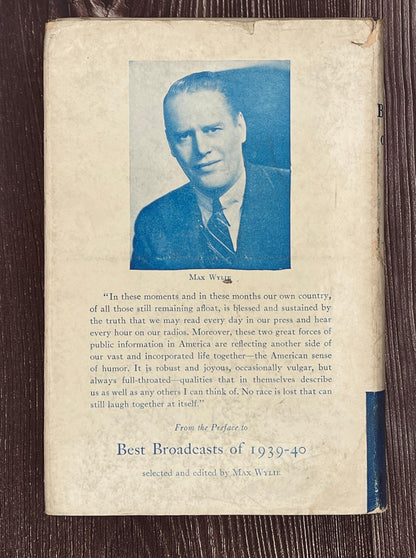 Max Wylie
"In these moments and in these months our own country,
of all those still remaining afloat, is blessed and sustained by
the truth that we may read every day in our press and hear
every hour on our radios. Moreover, these two great forces of
public information in America are reflecting another side of
our vast and incorporated life together—the American sense
of humor. It is robust and joyous, occasionally vulgar, but
always full-throated—qualities that in themselves describe
us as well as any others I can think of. No race is lost that can
still laugh together at itself."
From the Preface to
Best Broadcasts of 1939-40
selected and edited by Max Wylie